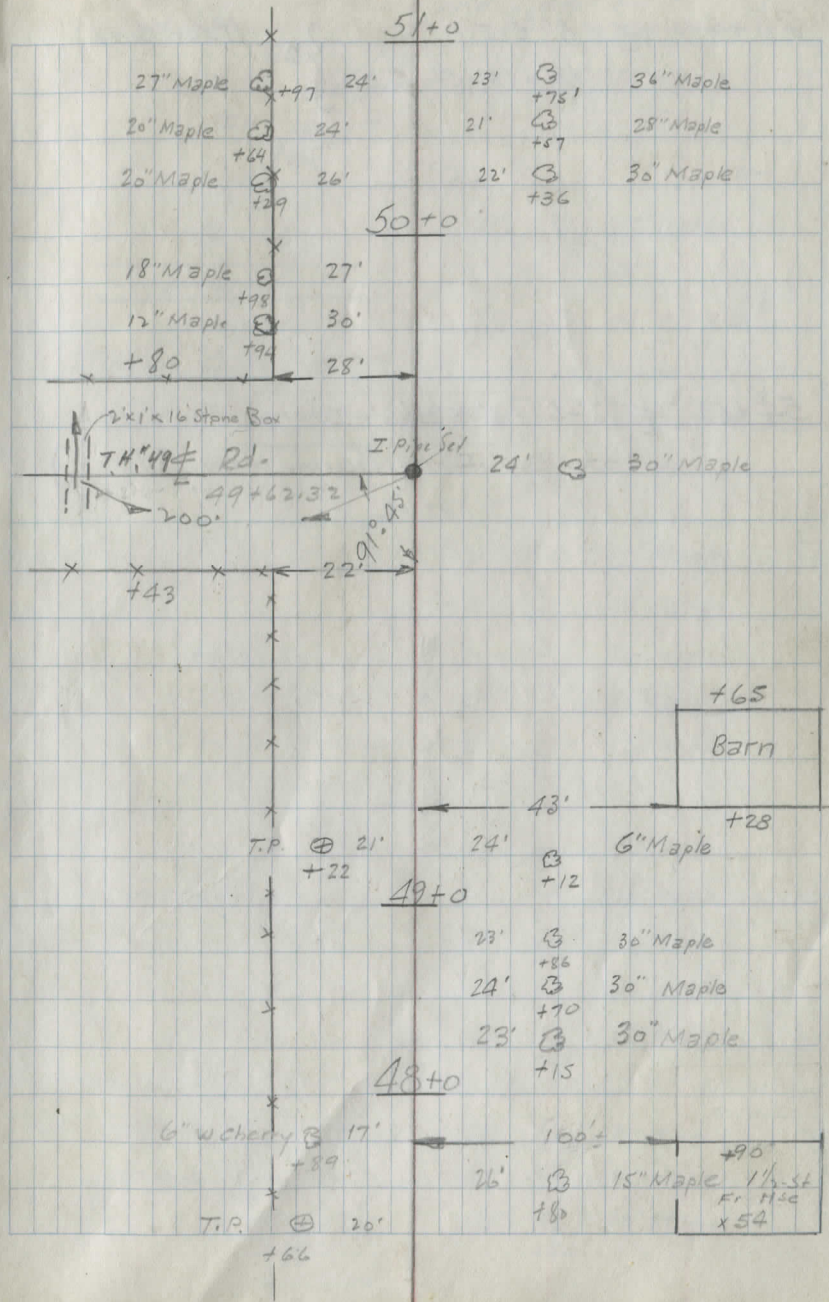 51+0
27" Maple +97 24' 23' +75' 36" Maple
20" Maple +64 24' 21' +57 28" Maple
20" Maple +29 26' 22' +36 30" Maple
50+0
18" Maple +98 27'
12" Maple +94 30'
+80 28'
2'x1'x16' Stone Box
I. Pipe Set
T.H. #49 ℄ Rd. 24' 30" Maple
49+62.32
200'
91° 45'
22'
+43
+65
Barn
43'
+28
T.P. ⊕ 21' 24' 6" Maple
+22 +12
49+0
23' +86 30" Maple
24' +70 30" Maple
23' +15 30" Maple
48+0
6" W Cherry 17' 100'±
+89 +90
26' +80 15" Maple 1½-St
Fr Hse
x54
T.P. ⊕ 20'
+66